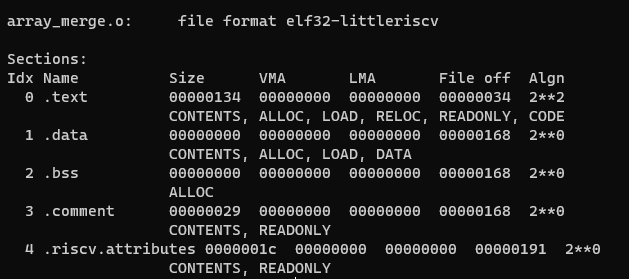 array_merge.o:     file format elf32-littleriscv
Sections:
Idx Name          Size      VMA       LMA       File off  Algn
  0 .text         00000134  00000000  00000000  00000034  2**2
                  CONTENTS, ALLOC, LOAD, RELOC, READONLY, CODE
  1 .data         00000000  00000000  00000000  00000168  2**0
                  CONTENTS, ALLOC, LOAD, DATA
  2 .bss          00000000  00000000  00000000  00000168  2**0
                  ALLOC
  3 .comment      00000029  00000000  00000000  00000168  2**0
                  CONTENTS, READONLY
  4 .riscv.attributes 0000001c  00000000  00000000  00000191  2**0
                  CONTENTS, READONLY